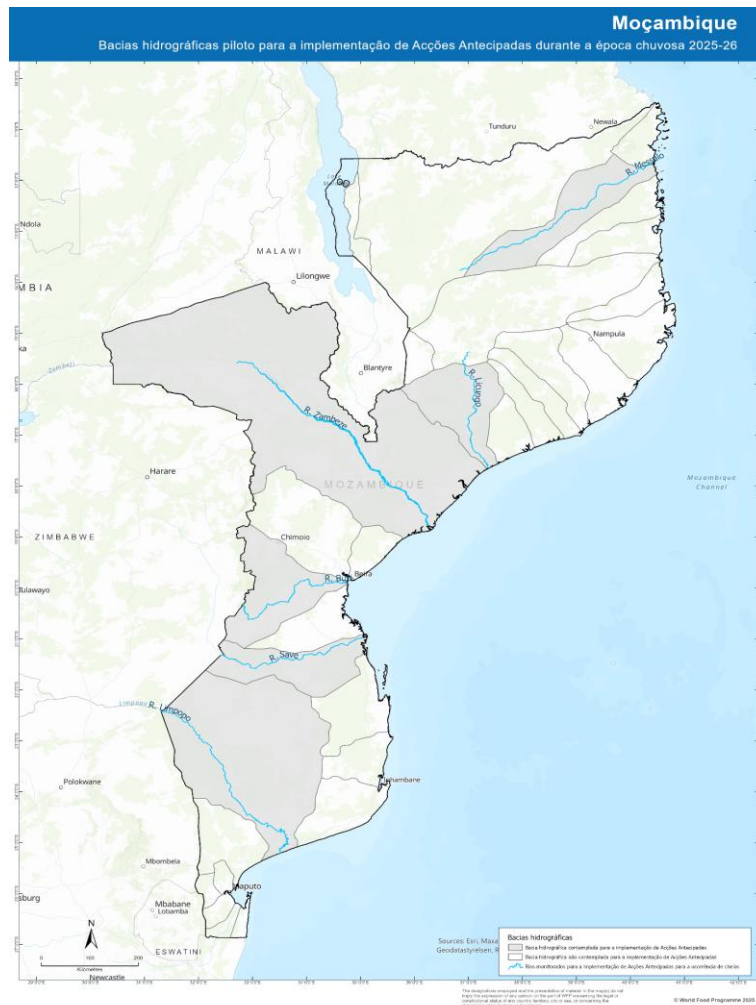 Moçambique
Bacias hidrográficas piloto para a implementação de Acções Antecipadas durante a época chuvosa 2025-26
Tunduru
Newala
R. Messalo
Ndola
MALAWI
Lilongwe
MBIA
Nampula
Blantyre
R. Licungo
Zambezi
R. Zambeze
Harare
MOZAMBIQUE
Mozambique
Channel
Chimoio
ZIMBABWE
Beira
R. Buzi
Bulawayo
R. Save
Limpopo
R. Limpopo
Polokwane
Inhambane
Mbombela
Maputo
sburg
Mbabane
Lobamba
N
0 100 200
Kilometres
ESWATINI
Newcastle
Sources: Esri, Maxa
Geodatastyrelsen, R
Bacias hidrográficas
Bacia hidrográfica contemplada para a implementação de Acções Antecipadas
Bacia hidrográfica não contemplada para a implementação de Acções Antecipadas
Rios monitorados para a implementação de Acções Antecipadas para a ocorrência de cheias
© World Food Programme 2025